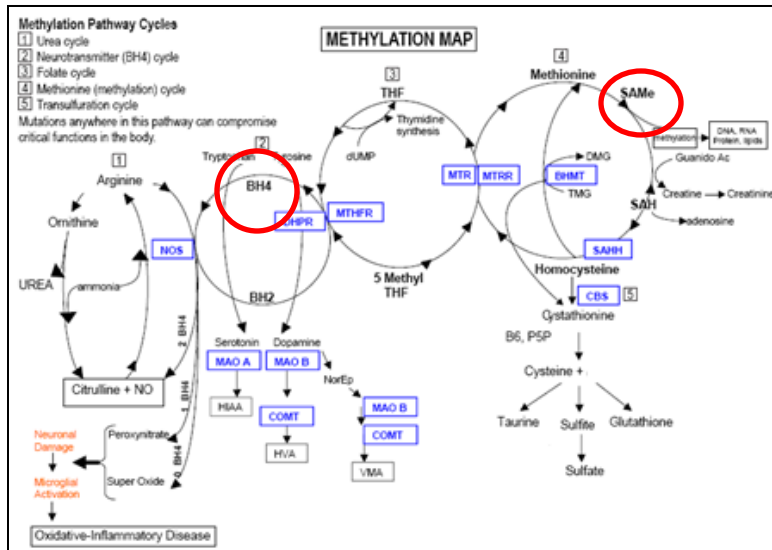 Methylation Pathway Cycles
1 Urea cycle
2 Neurotransmitter (BH4) cycle
3 Folate cycle
4 Methionine (methylation) cycle
5 Transulfuration cycle
Mutations anywhere in this pathway can compromise
critical functions in the body.
METHYLATION MAP
1
Arginine
Ornithine
NOS
UREA
ammonia
Citrulline + NO
2
Tryptophan
Tyrosine
BH4
DHPR
MTHFR
BH2
2 BH4
1 BH4
0 BH4
Serotonin
Dopamine
MAO A
MAO B
NorEp
HIAA
COMT
MAO B
COMT
HVA
VMA
Neuronal
Damage
Peroxynitrate
Microglial
Activation
Super Oxide
Oxidative-Inflammatory Disease
3
THF
Thymidine
synthesis
dUMP
MTR
MTRR
5 Methyl
THF
4
Methionine
SAMe
methylation
DNA, RNA
Protein, lipids
DMG
BHMT
TMG
Guanido Ac
Creatine
Creatinine
SAH
adenosine
SAHH
Homocysteine
CBS
5
Cystathionine
B6, P5P
Cysteine +
Taurine
Sulfite
Glutathione
Sulfate